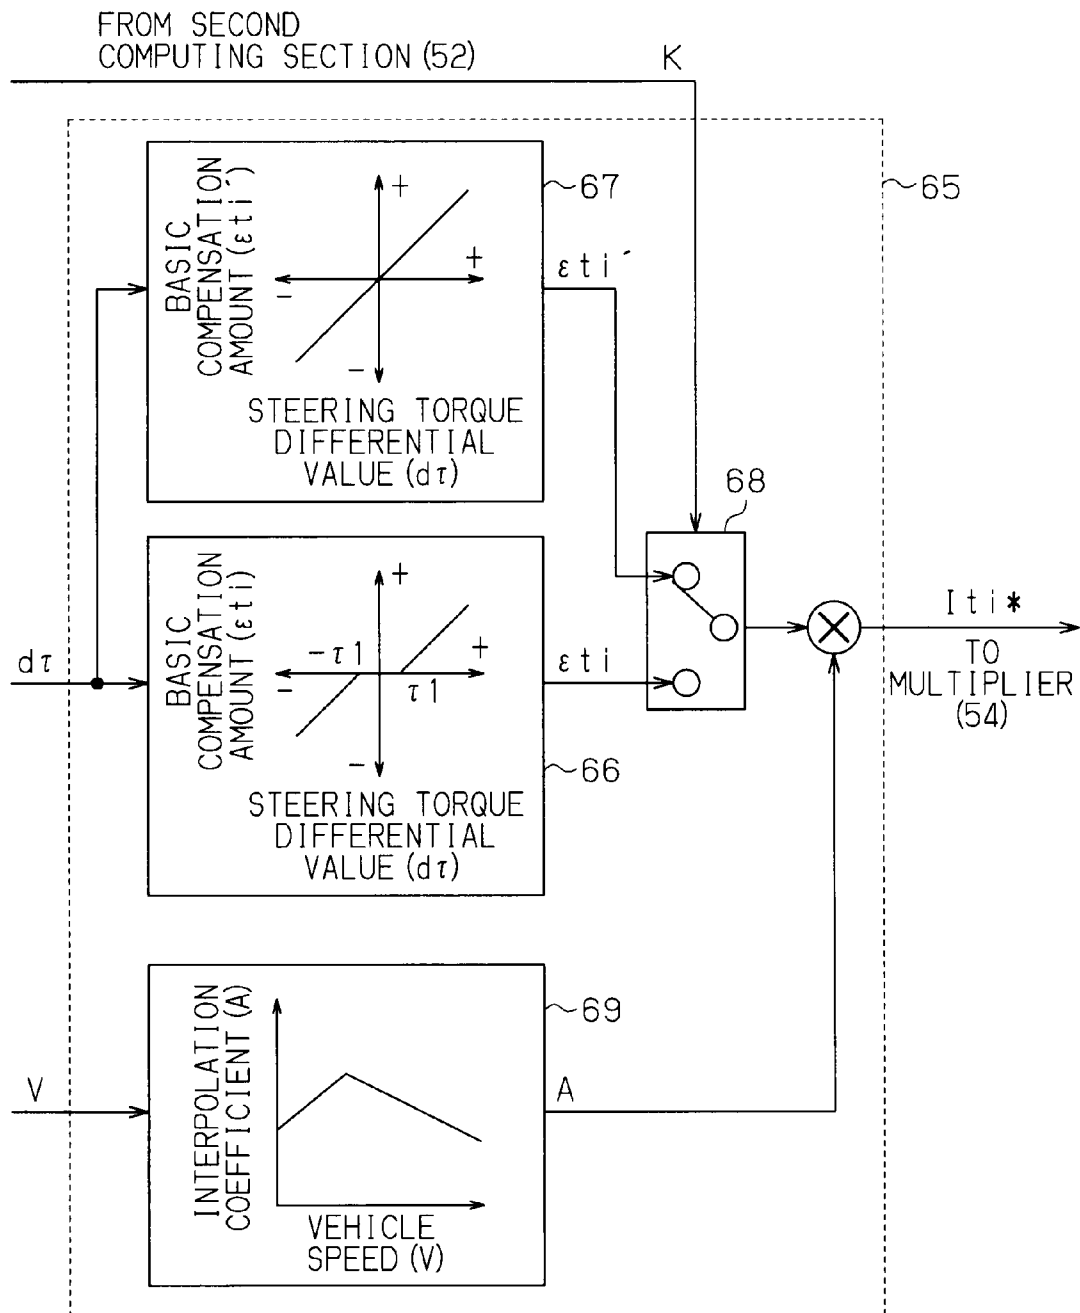 FROM SECOND
COMPUTING SECTION (52)
K
BASIC
COMPENSATION
AMOUNT (εti´)
+
+
-
-
STEERING TORQUE
DIFFERENTIAL
VALUE (dτ)
67
65
εti´
BASIC
COMPENSATION
AMOUNT (εti)
+
-τ1
+
-
τ1
-
STEERING TORQUE
DIFFERENTIAL
VALUE (dτ)
66
dτ
εti
68
Iti*
TO
MULTIPLIER
(54)
INTERPOLATION
COEFFICIENT (A)
VEHICLE
SPEED (V)
69
V
A